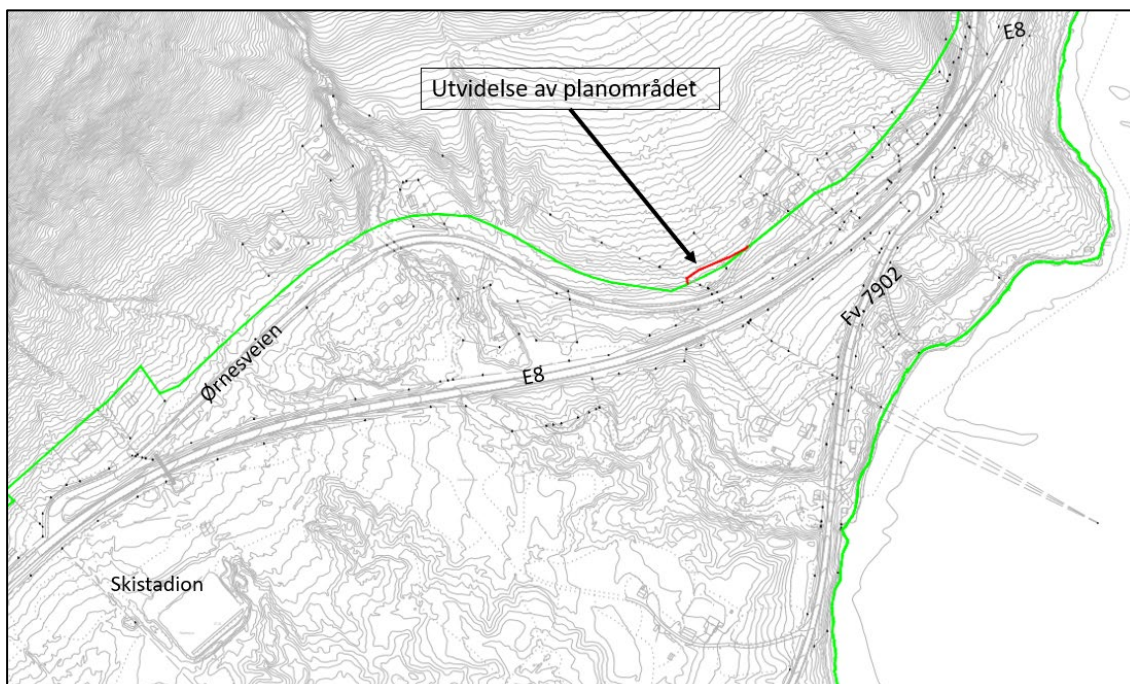 E8
Utvidelse av planområdet
Fv. 7902
Ørnesveien
E8
Skistadion